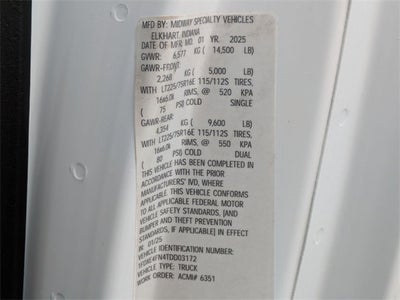 MFD BY: MIDWAY SPECIALTY VEHICLES
ELKHART, INDIANA
DATE OF MFR: MO. 01 YR. 2025
GVWR: 6,577 KG ( 14,500 LB)
GAWR-FRONT:
2,268 KG ( 5,000 LB)
WITH LT225/75R16E 115/112S TIRES,
16x6.0k RIMS, @ 520 KPA
( 75 PSI) COLD SINGLE
GAWR-REAR
4,354 KG ( 9,600 LB)
WITH LT225/75R16E 115/112S TIRES,
16x6.0k RIMS, @ 550 KPA
( 80 PSI) COLD DUAL
THIS VEHICLE HAS BEEN COMPLETED IN
ACCORDANCE WITH THE PRIOR
MANUFACTURERS' IVD, WHERE
APPLICABLE. THIS VEHICLE CONFORMS
TO ALL APPLICABLE FEDERAL MOTOR
VEHICLE SAFETY STANDARDS, [AND
BUMPER AND THEFT PREVENTION
STANDARDS, IF APPLICABLE] IN EFFECT
IN 01/25
VEHICLE IDENTIFICATION NUMBER:
1FDRE4FN4TDD03172
VEHICLE TYPE: TRUCK
WORK ORDER: ACM# 6351